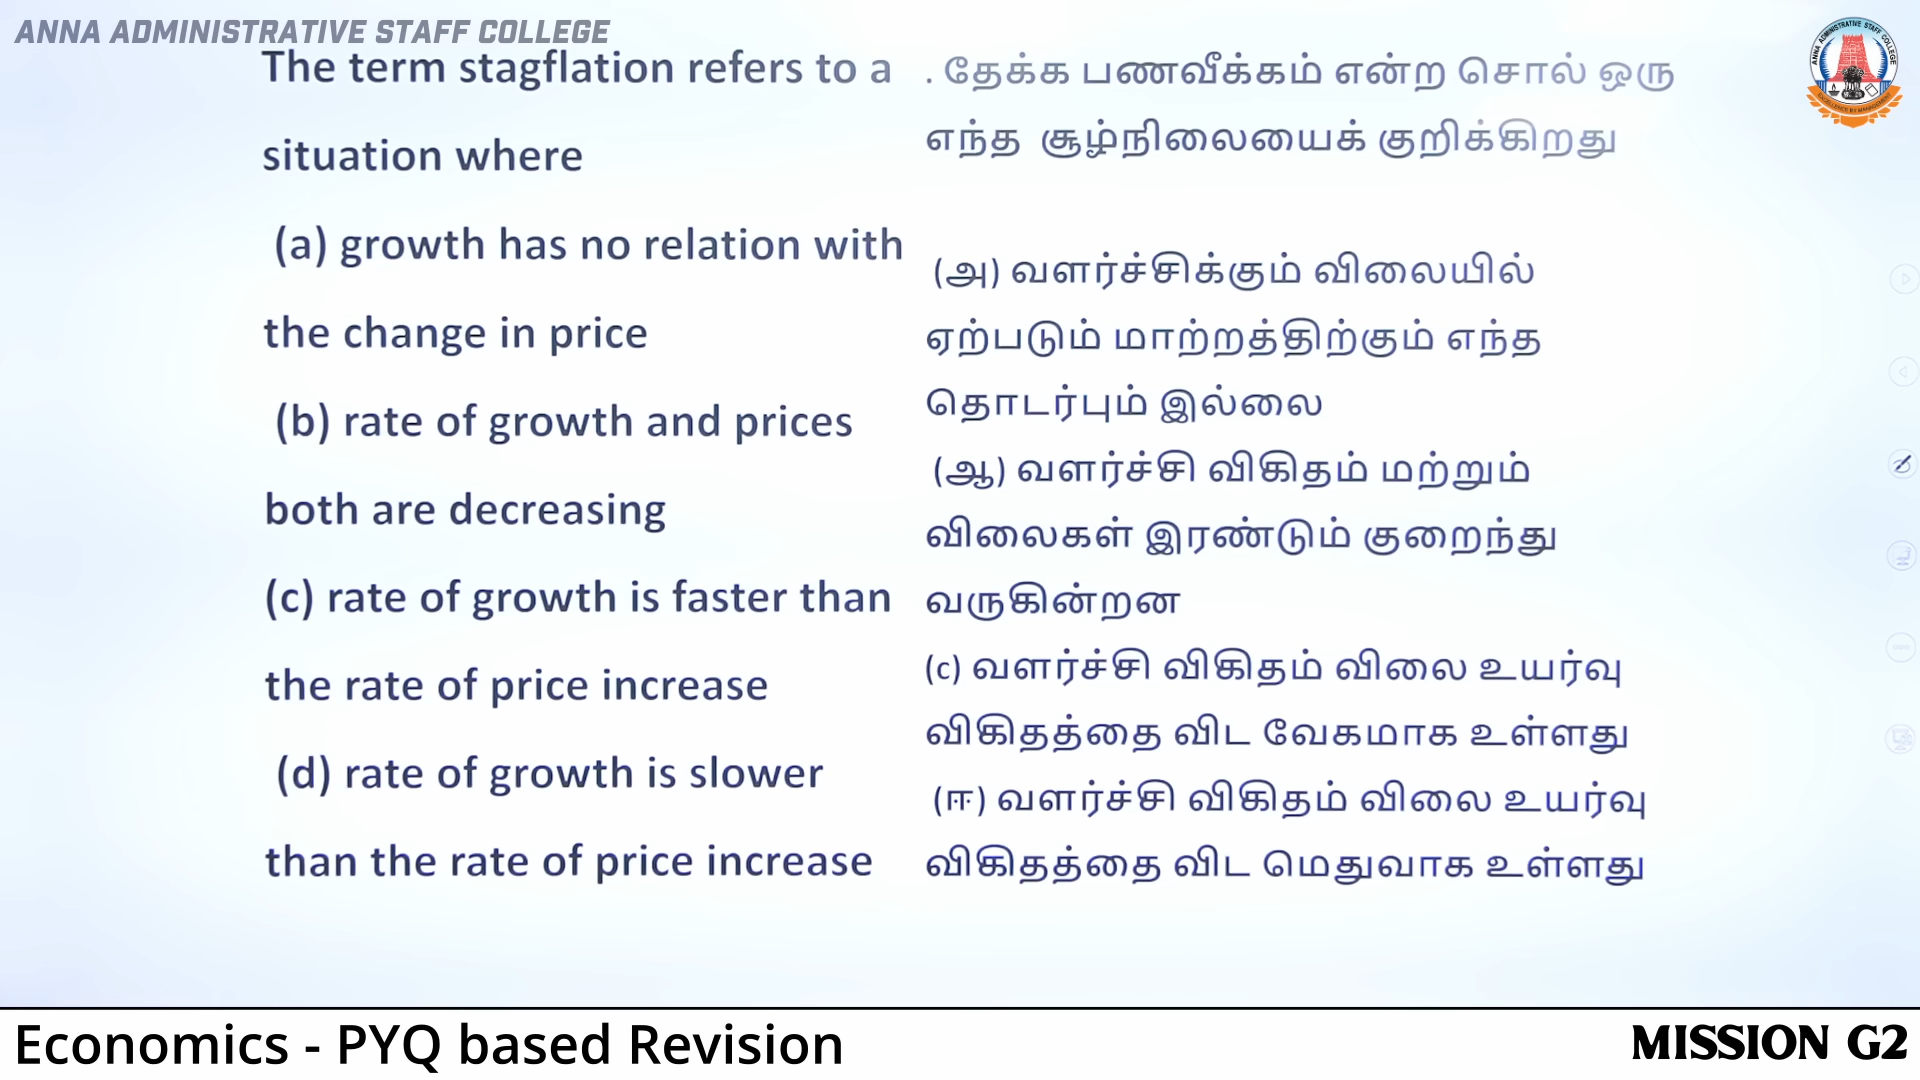 ANNA ADMINISTRATIVE STAFF COLLEGE
The term stagflation refers to a
situation where
(a) growth has no relation with
the change in price
(b) rate of growth and prices
both are decreasing
(c) rate of growth is faster than
the rate of price increase
(d) rate of growth is slower
than the rate of price increase
. தேக்க பணவீக்கம் என்ற சொல் ஒரு
எந்த சூழ்நிலையைக் குறிக்கிறது
(அ) வளர்ச்சிக்கும் விலையில்
ஏற்படும் மாற்றத்திற்கும் எந்த
தொடர்பும் இல்லை
(ஆ) வளர்ச்சி விகிதம் மற்றும்
விலைகள் இரண்டும் குறைந்து
வருகின்றன
(c) வளர்ச்சி விகிதம் விலை உயர்வு
விகிதத்தை விட வேகமாக உள்ளது
(ஈ) வளர்ச்சி விகிதம் விலை உயர்வு
விகிதத்தை விட மெதுவாக உள்ளது
ANNA ADMINISTRATIVE STAFF COLLEGE
Economics - PYQ based Revision
MISSION G2